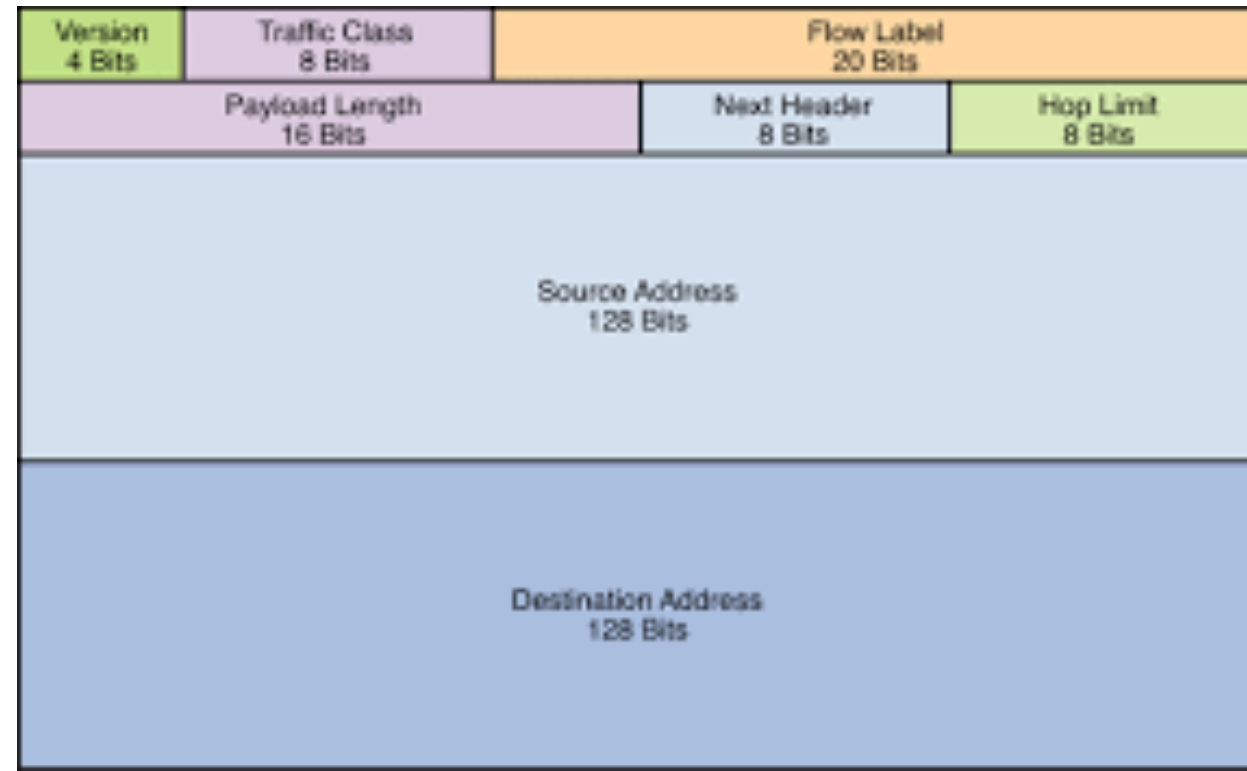 Version
4 Bits
Traffic Class
8 Bits
Flow Label
20 Bits
Payload Length
16 Bits
Next Header
8 Bits
Hop Limit
8 Bits
Source Address
128 Bits
Destination Address
128 Bits